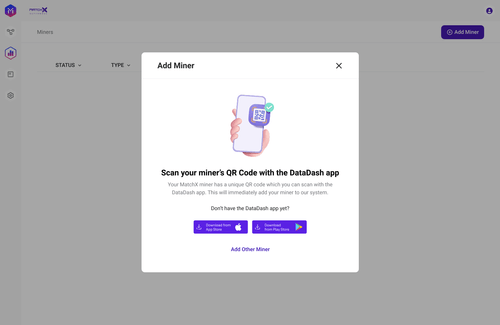 MatchX
Miners
Add Miner
STATUS
TYPE
Add Miner
Scan your miner's QR Code with the DataDash app
Your MatchX miner has a unique QR code which you can scan with the
DataDash app. This will immediately add your miner to our system.
Don't have the DataDash app yet?
Download from
App Store
Download
from Play Store
Add Other Miner